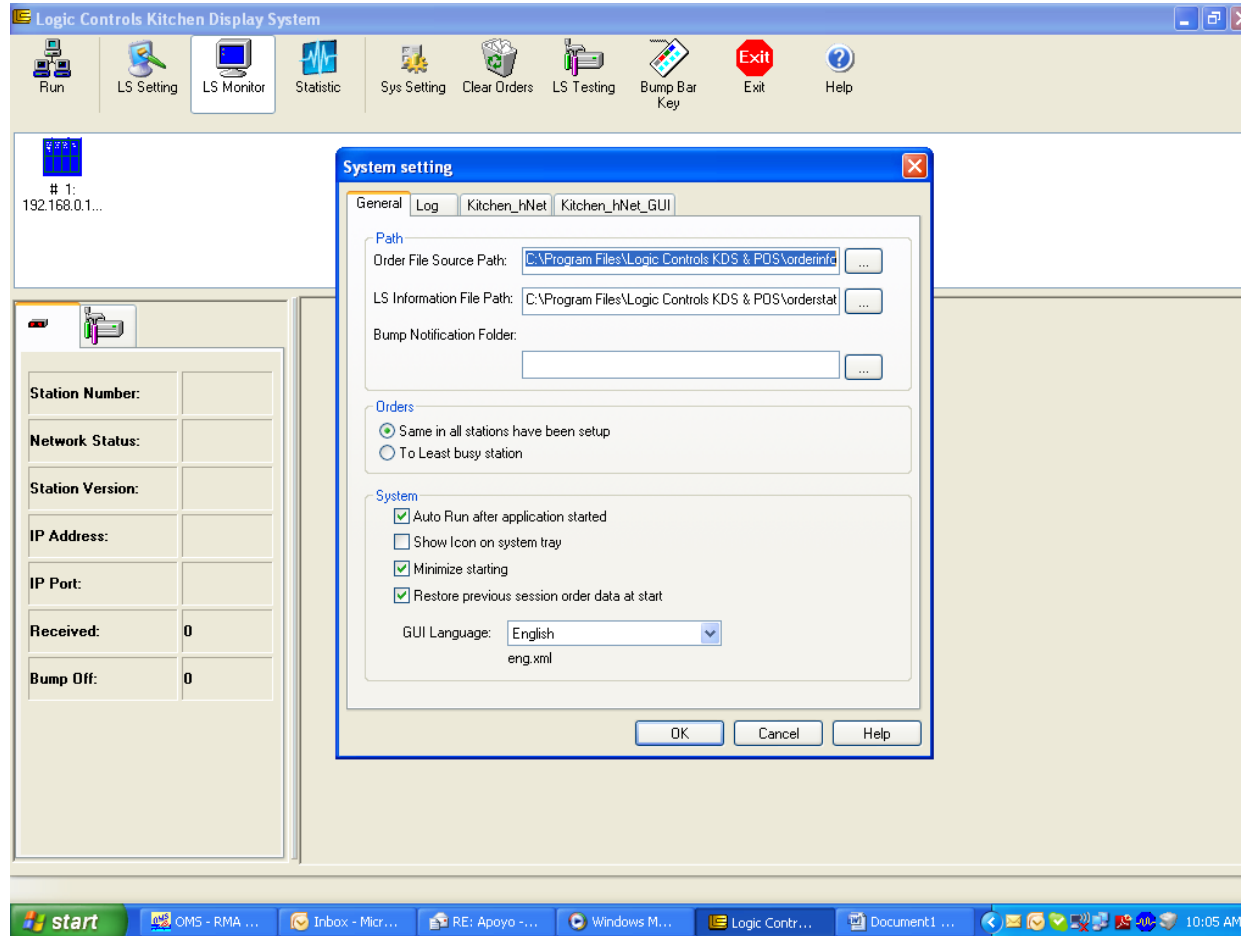 Logic Controls Kitchen Display System
Run
LS Setting
LS Monitor
Statistic
Sys Setting
Clear Orders
LS Testing
Bump Bar
Key
Exit
Exit
Help
# 1:
192.168.0.1...
System setting
General
Log
Kitchen_hNet
Kitchen_hNet_GUI
Path
Order File Source Path:
C:\Program Files\Logic Controls KDS & POS\orderinfo
...
LS Information File Path:
C:\Program Files\Logic Controls KDS & POS\orderstat
...
Bump Notification Folder:
...
Orders
Same in all stations have been setup
To Least busy station
System
Auto Run after application started
Show Icon on system tray
Minimize starting
Restore previous session order data at start
GUI Language:
English
eng.xml
OK
Cancel
Help
Station Number:
Network Status:
Station Version:
IP Address:
IP Port:
Received: 0
Bump Off: 0
start
OMS - RMA ...
Inbox - Micr...
RE: Apoyo -...
Windows M...
Logic Contr...
Document1 ...
10:05 AM